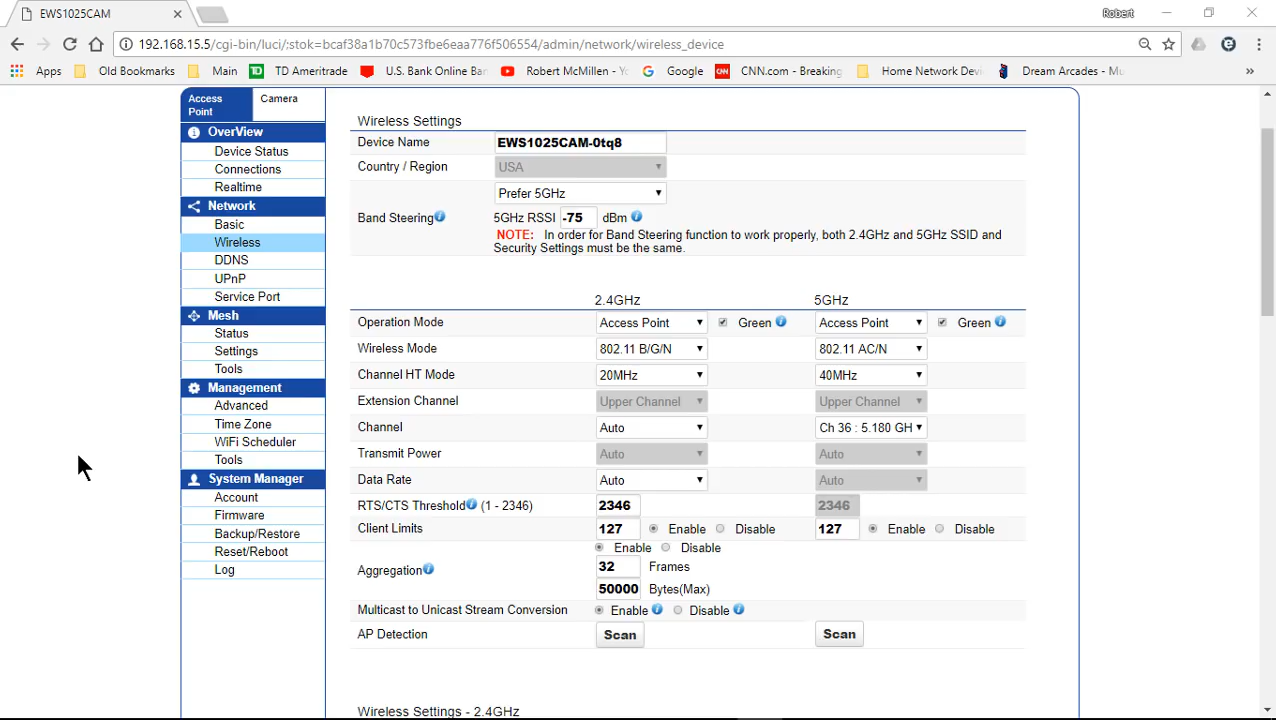 EWS1025CAM
Robert
192.168.15.5/cgi-bin/luci/;stok=bcaf38a1b70c573fbe6eaa776f506554/admin/network/wireless_device
Apps Old Bookmarks Main TD Ameritrade U.S. Bank Online Ban Robert McMillen - Yo Google CNN.com - Breaking Home Network Devi Dream Arcades - Mu »
Access Point
Camera
OverView
Device Status
Connections
Realtime
Network
Basic
Wireless
DDNS
UPnP
Service Port
Mesh
Status
Settings
Tools
Management
Advanced
Time Zone
WiFi Scheduler
Tools
System Manager
Account
Firmware
Backup/Restore
Reset/Reboot
Log
Wireless Settings
Device Name EWS1025CAM-0tq8
Country / Region USA
Prefer 5GHz
Band Steering 5GHz RSSI -75 dBm
NOTE: In order for Band Steering function to work properly, both 2.4GHz and 5GHz SSID and
Security Settings must be the same.
2.4GHz 5GHz
Operation Mode Access Point Green Access Point Green
Wireless Mode 802.11 B/G/N 802.11 AC/N
Channel HT Mode 20MHz 40MHz
Extension Channel Upper Channel Upper Channel
Channel Auto Ch 36 : 5.180 GH
Transmit Power Auto Auto
Data Rate Auto Auto
RTS/CTS Threshold (1 - 2346) 2346 2346
Client Limits 127 Enable Disable 127 Enable Disable
Enable Disable
Aggregation 32 Frames
50000 Bytes(Max)
Multicast to Unicast Stream Conversion Enable Disable
AP Detection Scan Scan
Wireless Settings - 2.4GHz